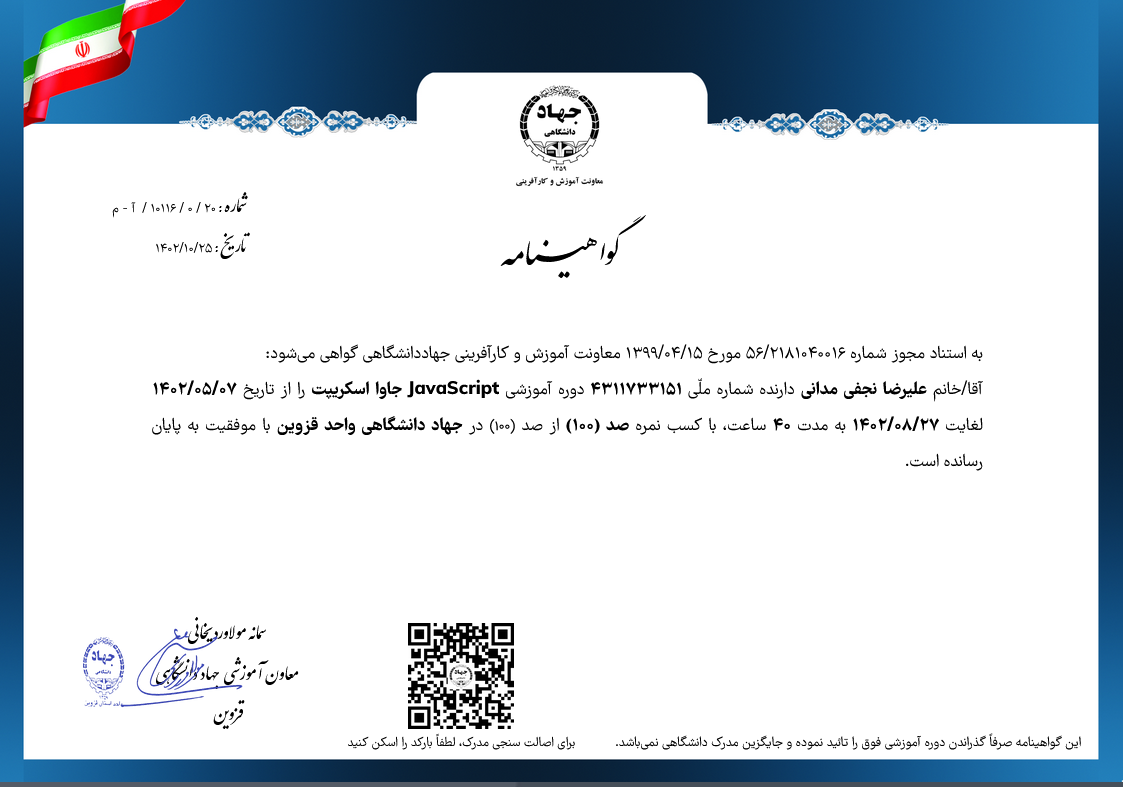 جهاد
دانشگاهی
۱۳۵۹
معاونت آموزش و کارآفرینی
شماره : ۲۰ / ۰ / ۱۰۱۱۶ / آ - م
تاریخ : ۱۴۰۲/۱۰/۲۵
گواهینامه
به استناد مجوز شماره ۵۶/۲۱۸۱۰۴۰۰۱۶ مورخ ۱۳۹۹/۰۴/۱۵ معاونت آموزش و کارآفرینی جهاددانشگاهی گواهی می‌شود:
آقا/خانم علیرضا نجفی مدانی دارنده شماره ملّی ۴۳۱۱۷۳۳۱۵۱ دوره آموزشی JavaScript جاوا اسکریپت را از تاریخ ۱۴۰۲/۰۵/۰۷
لغایت ۱۴۰۲/۰۸/۲۷ به مدت ۴۰ ساعت، با کسب نمره صد (۱۰۰) از صد (۱۰۰) در جهاد دانشگاهی واحد قزوین با موفقیت به پایان
رسانده است.
سمانه مولاوردیخانی
معاون آموزشی جهاد دانشگاهی
قزوین
جهاد
دانشگاهی
این گواهینامه صرفاً گذراندن دوره آموزشی فوق را تائید نموده و جایگزین مدرک دانشگاهی نمی‌باشد.
برای اصالت سنجی مدرک، لطفاً بارکد را اسکن کنید